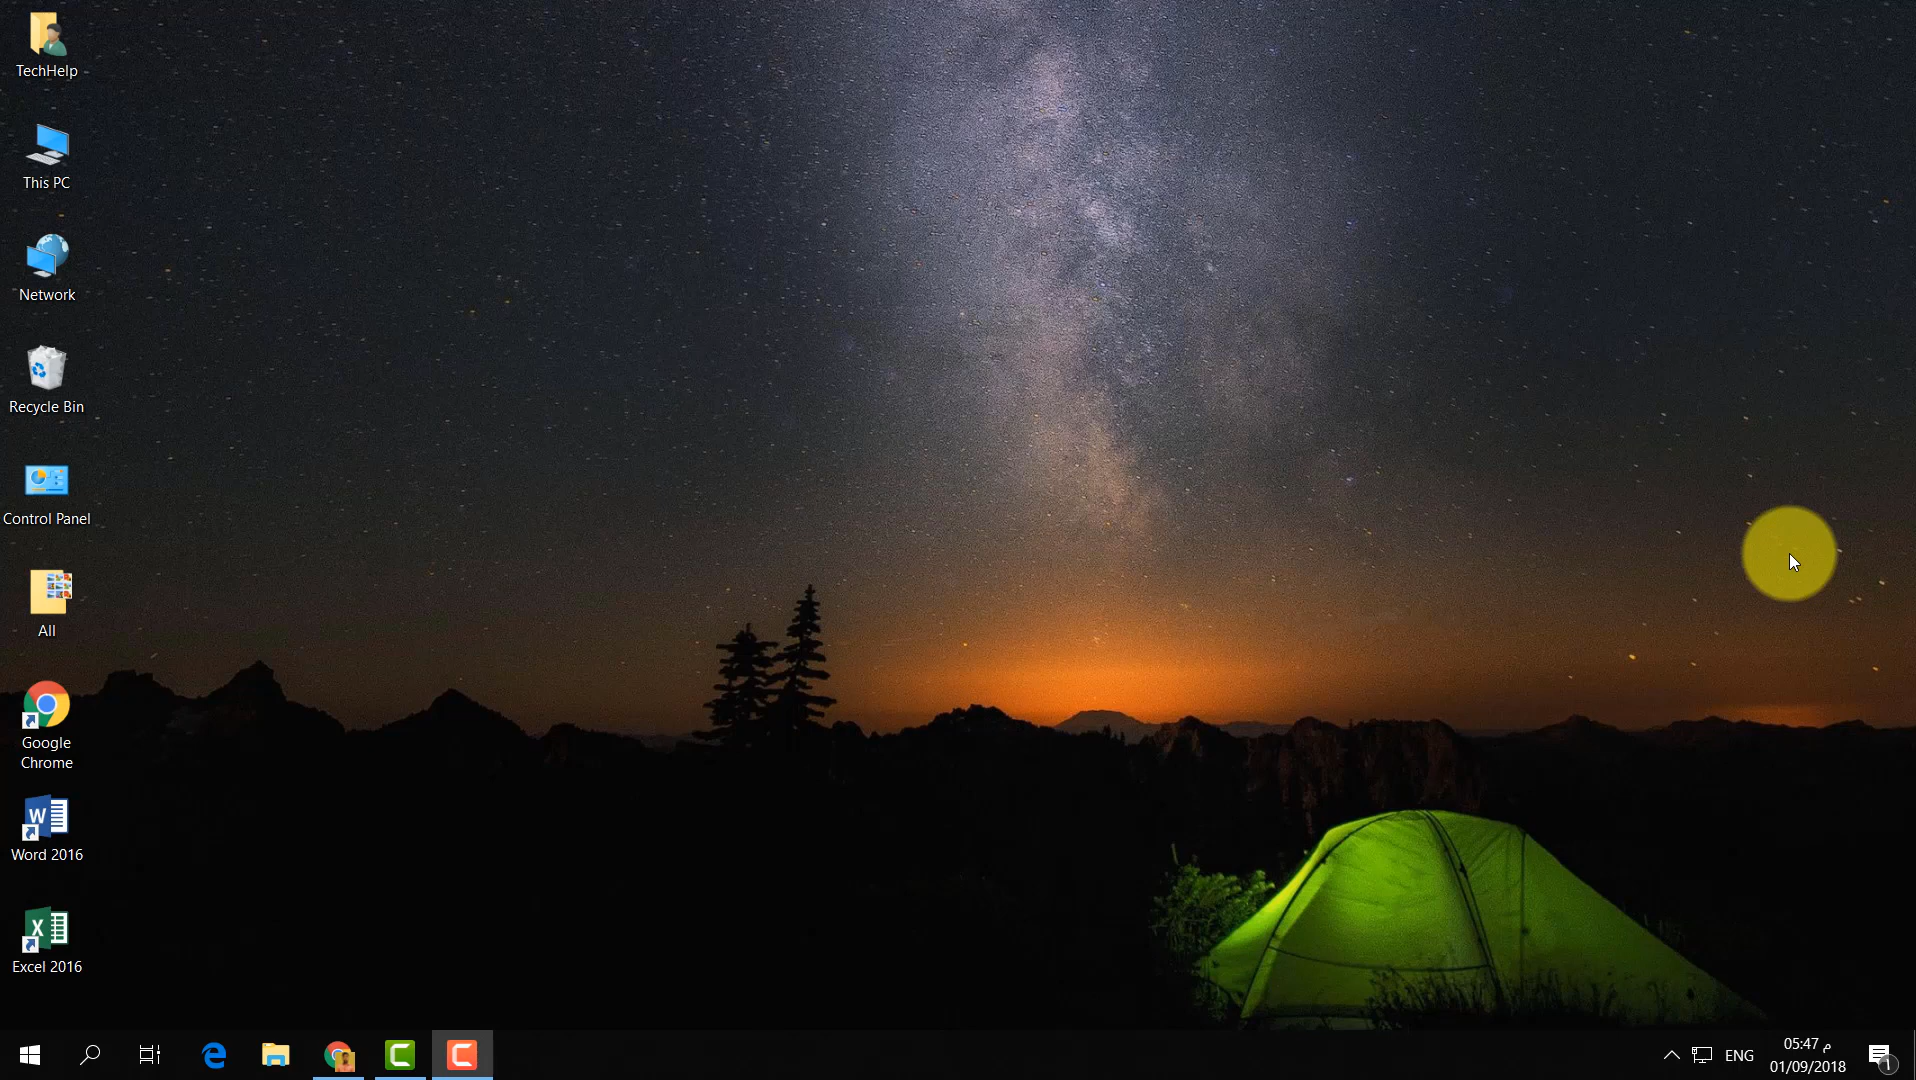 TechHelp
This PC
Network
Recycle Bin
Control Panel
All
Google
Chrome
Word 2016
Excel 2016
ENG
05:47 م
01/09/2018
1